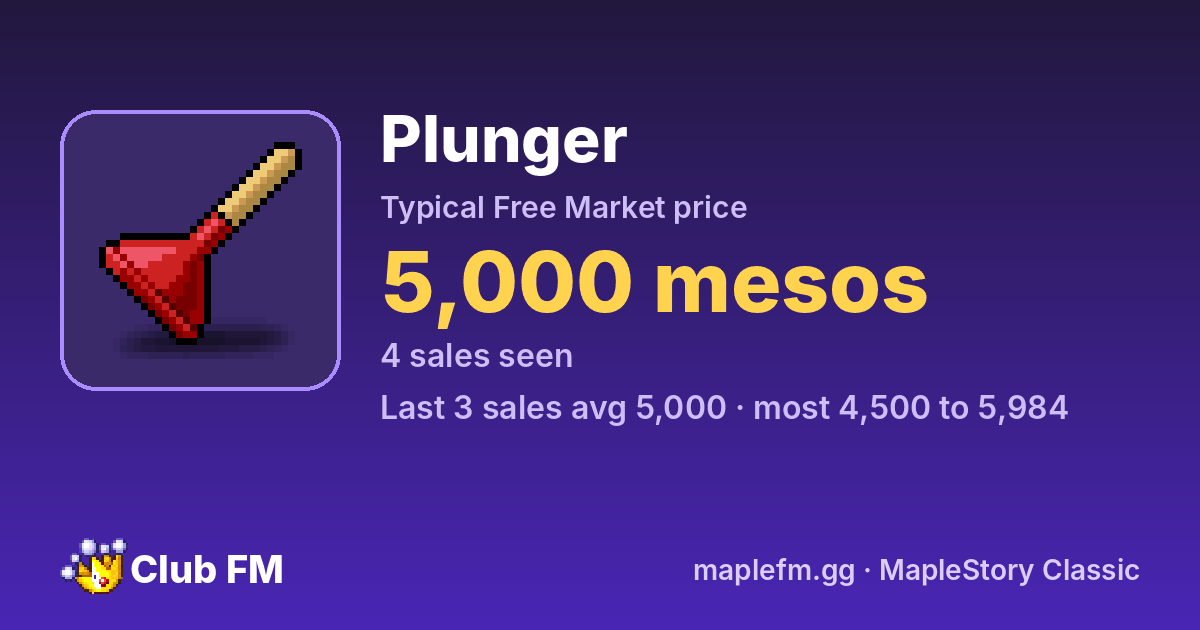 Plunger
Typical Free Market price
5,000 mesos
4 sales seen
Last 3 sales avg 5,000 · most 4,500 to 5,984
Club FM
maplefm.gg · MapleStory Classic